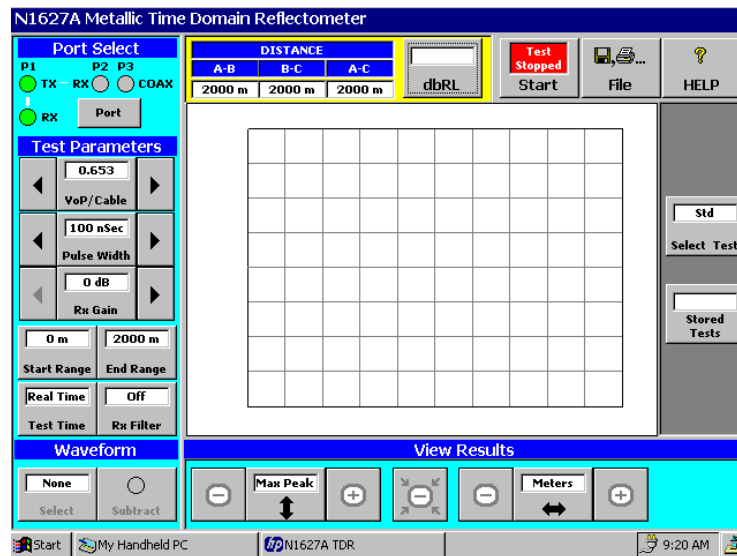 N1627A Metallic Time Domain Reflectometer
Port Select
P1 P2 P3
TX RX COAX
RX Port
DISTANCE
A-B B-C A-C
2000 m 2000 m 2000 m
dbRL
Test
Stopped
Start
File
?
HELP
Test Parameters
0.653
VoP/Cable
100 nSec
Pulse Width
0 dB
Rx Gain
0 m 2000 m
Start Range End Range
Real Time Off
Test Time Rx Filter
Std
Select Test
Stored
Tests
Waveform
None
Select Subtract
View Results
Max Peak
Meters
Start My Handheld PC hp N1627A TDR 9:20 AM